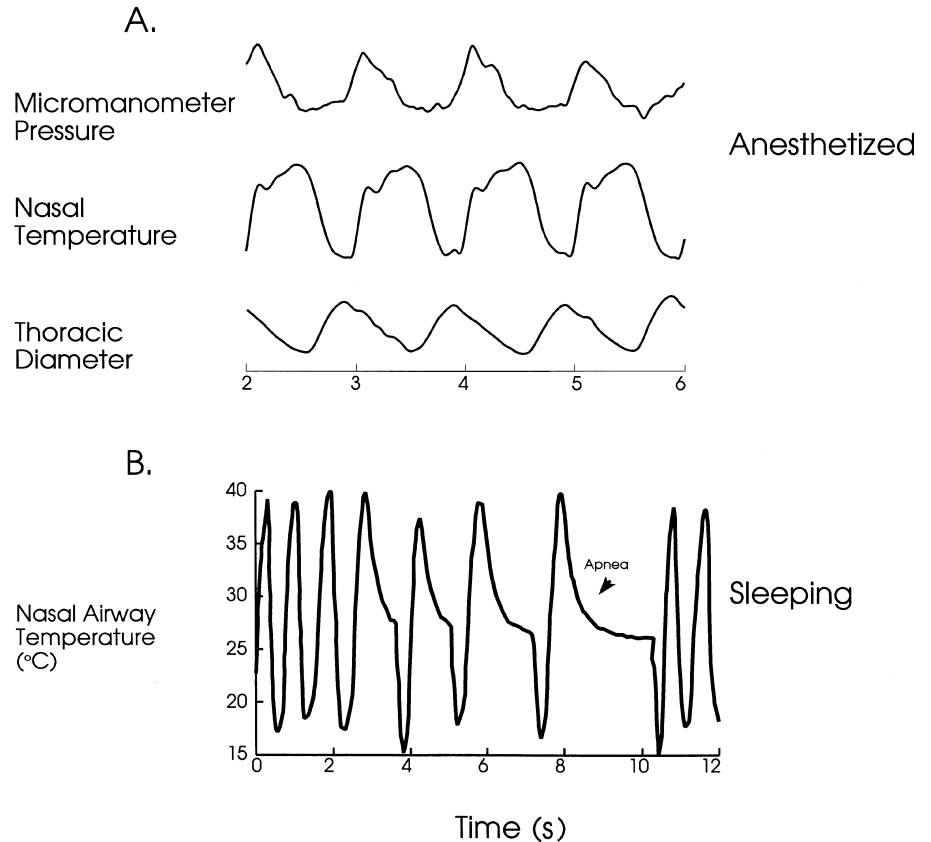 A.
Micromanometer
Pressure
Anesthetized
Nasal
Temperature
Thoracic
Diameter
2 3 4 5 6
B.
40
35
Apnea
30
Sleeping
Nasal Airway
Temperature
(°C)
25
20
15
0 2 4 6 8 10 12
Time (s)